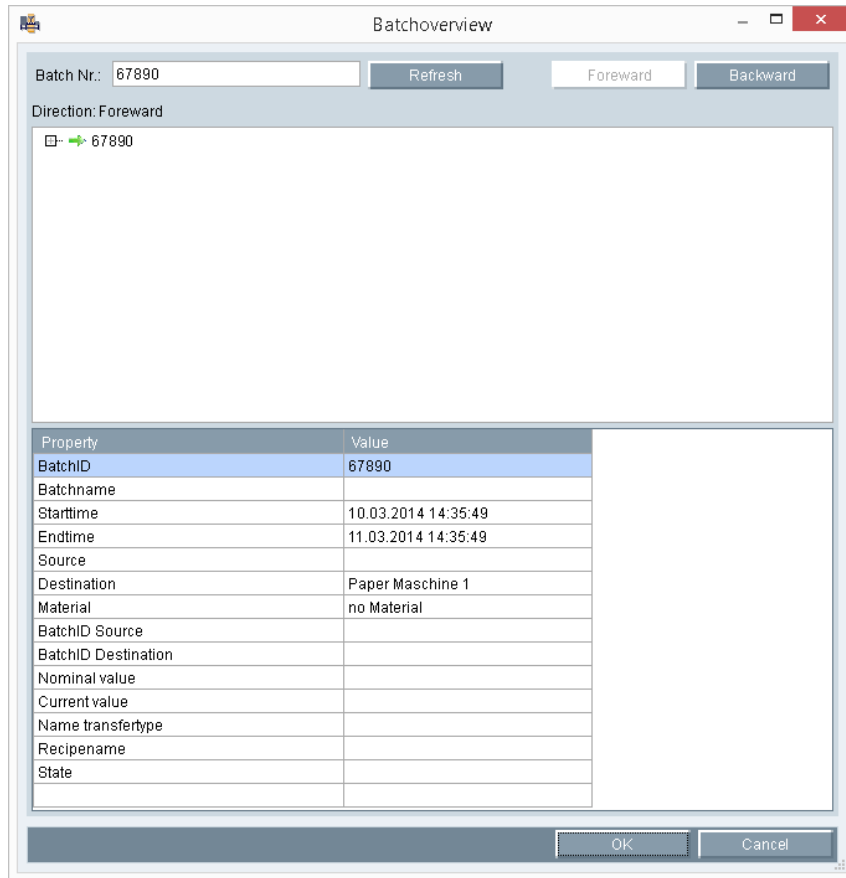 Batchoverview
Batch Nr.: 67890 Refresh Foreward Backward
Direction: Foreward
67890
Property Value
BatchID 67890
Batchname
Starttime 10.03.2014 14:35:49
Endtime 11.03.2014 14:35:49
Source
Destination Paper Maschine 1
Material no Material
BatchID Source
BatchID Destination
Nominal value
Current value
Name transfertype
Recipename
State
OK Cancel